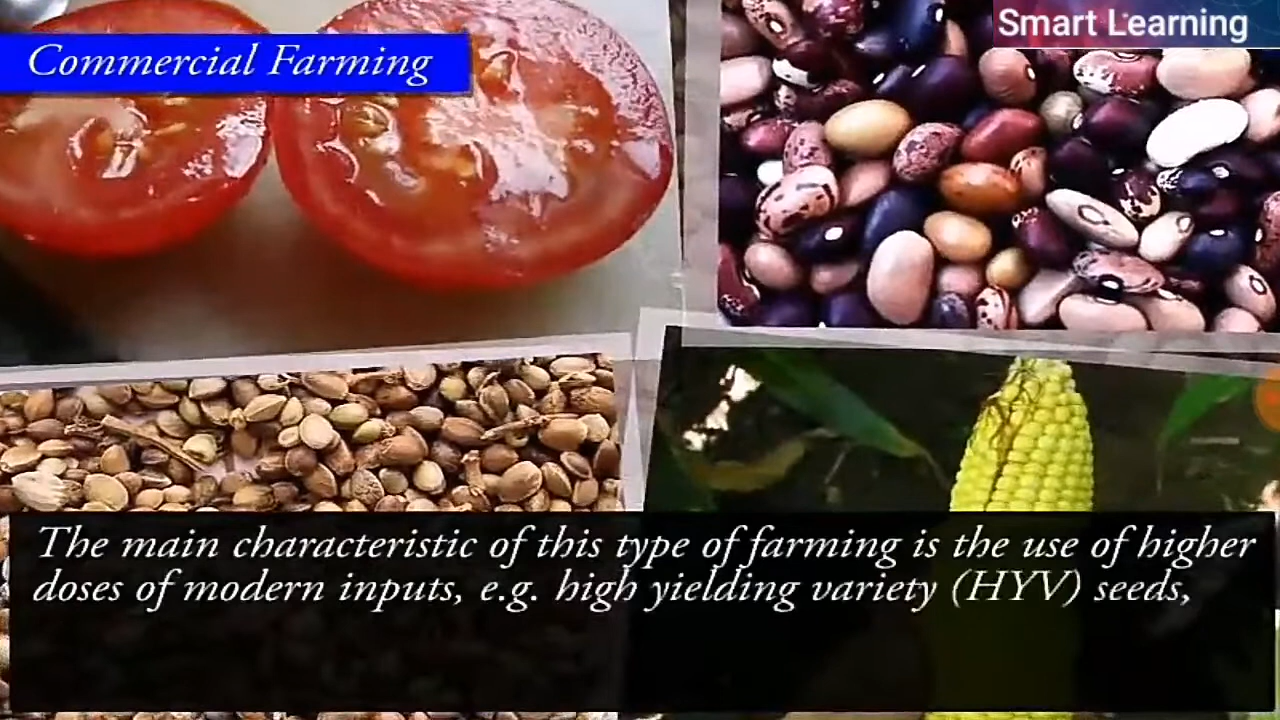 Smart Learning
Commercial Farming
The main characteristic of this type of farming is the use of higher
doses of modern inputs, e.g. high yielding variety (HYV) seeds,